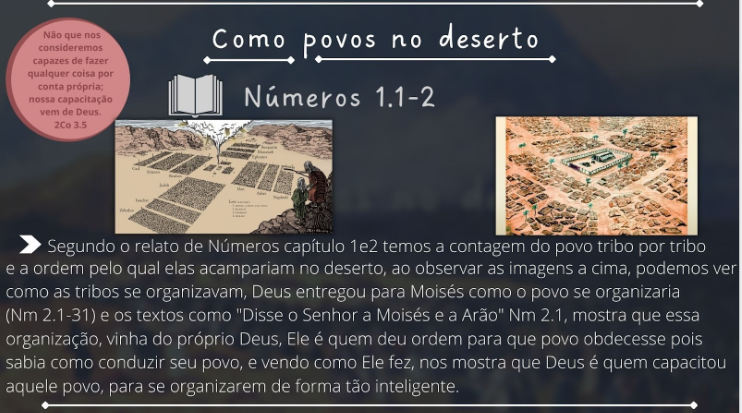 Não que nos
consideremos
capazes de fazer
qualquer coisa por
conta própria;
nossa capacitação
vem de Deus.
2Co 3.5
Como povos no deserto
Números 1.1-2
Segundo o relato de Números capítulo 1e2 temos a contagem do povo tribo por tribo
e a ordem pelo qual elas acampariam no deserto, ao observar as imagens a cima, podemos ver
como as tribos se organizavam, Deus entregou para Moisés como o povo se organizaria
(Nm 2.1-31) e os textos como "Disse o Senhor a Moisés e a Arão" Nm 2.1, mostra que essa
organização, vinha do próprio Deus, Ele é quem deu ordem para que povo obdecesse pois
sabia como conduzir seu povo, e vendo como Ele fez, nos mostra que Deus é quem capacitou
aquele povo, para se organizarem de forma tão inteligente.